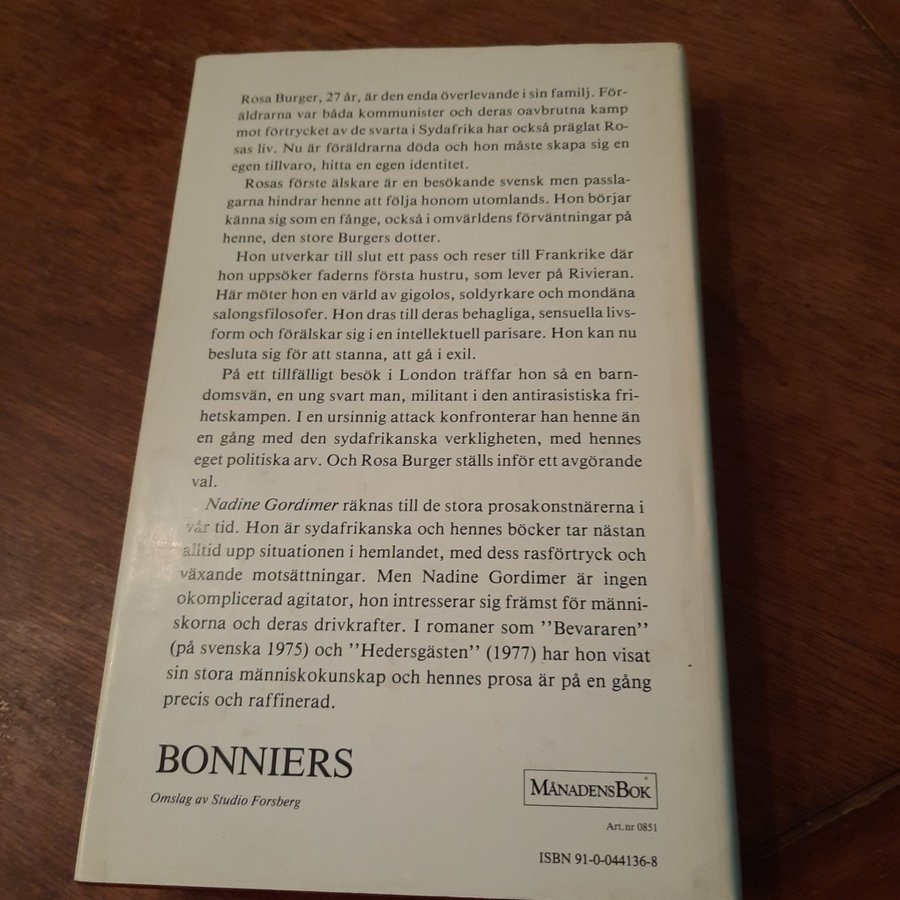 Rosa Burger, 27 år, är den enda överlevande i sin familj. För-
äldrarna var båda kommunister och deras oavbrutna kamp
mot förtrycket av de svarta i Sydafrika har också präglat Ro-
sas liv. Nu är föräldrarna döda och hon måste skapa sig en
egen tillvaro, hitta en egen identitet.
Rosas förste älskare är en besökande svensk men passla-
garna hindrar henne att följa honom utomlands. Hon börjar
känna sig som en fånge, också i omvärldens förväntningar på
henne, den store Burgers dotter.
Hon utverkar till slut ett pass och reser till Frankrike där
hon uppsöker faderns första hustru, som lever på Rivieran.
Här möter hon en värld av gigolos, soldyrkare och mondäna
salongsfilosofer. Hon dras till deras behagliga, sensuella livs-
form och förälskar sig i en intellektuell parisare. Hon kan nu
besluta sig för att stanna, att gå i exil.
På ett tillfälligt besök i London träffar hon så en barn-
domsvän, en ung svart man, militant i den antirasistiska fri-
hetskampen. I en ursinnig attack konfronterar han henne än
en gång med den sydafrikanska verkligheten, med hennes
eget politiska arv. Och Rosa Burger ställs inför ett avgörande
val.
Nadine Gordimer räknas till de stora prosakonstnärerna i
vår tid. Hon är sydafrikanska och hennes böcker tar nästan
alltid upp situationen i hemlandet, med dess rasförtryck och
växande motsättningar. Men Nadine Gordimer är ingen
okomplicerad agitator, hon intresserar sig främst för männi-
skorna och deras drivkrafter. I romaner som ''Bevararen''
(på svenska 1975) och ''Hedersgästen'' (1977) har hon visat
sin stora människokunskap och hennes prosa är på en gång
precis och raffinerad.
BONNIERS
Omslag av Studio Forsberg
MÅNADENSBOK
Art.nr 0851
ISBN 91-0-044136-8